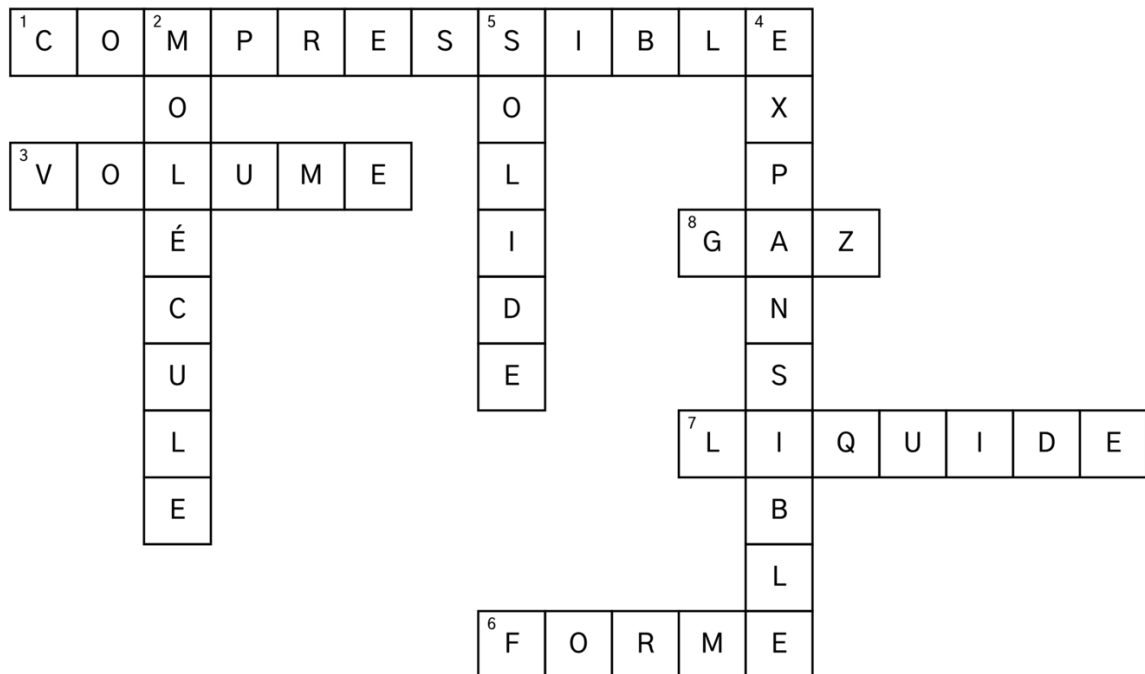 1 C O 2 M P R E S 5 S I B L 4 E
O O X
3 V O L U M E L P
É I 8 G A Z
C D N
U E S
L 7 L I Q U I D E
E B
L
6 F O R M E